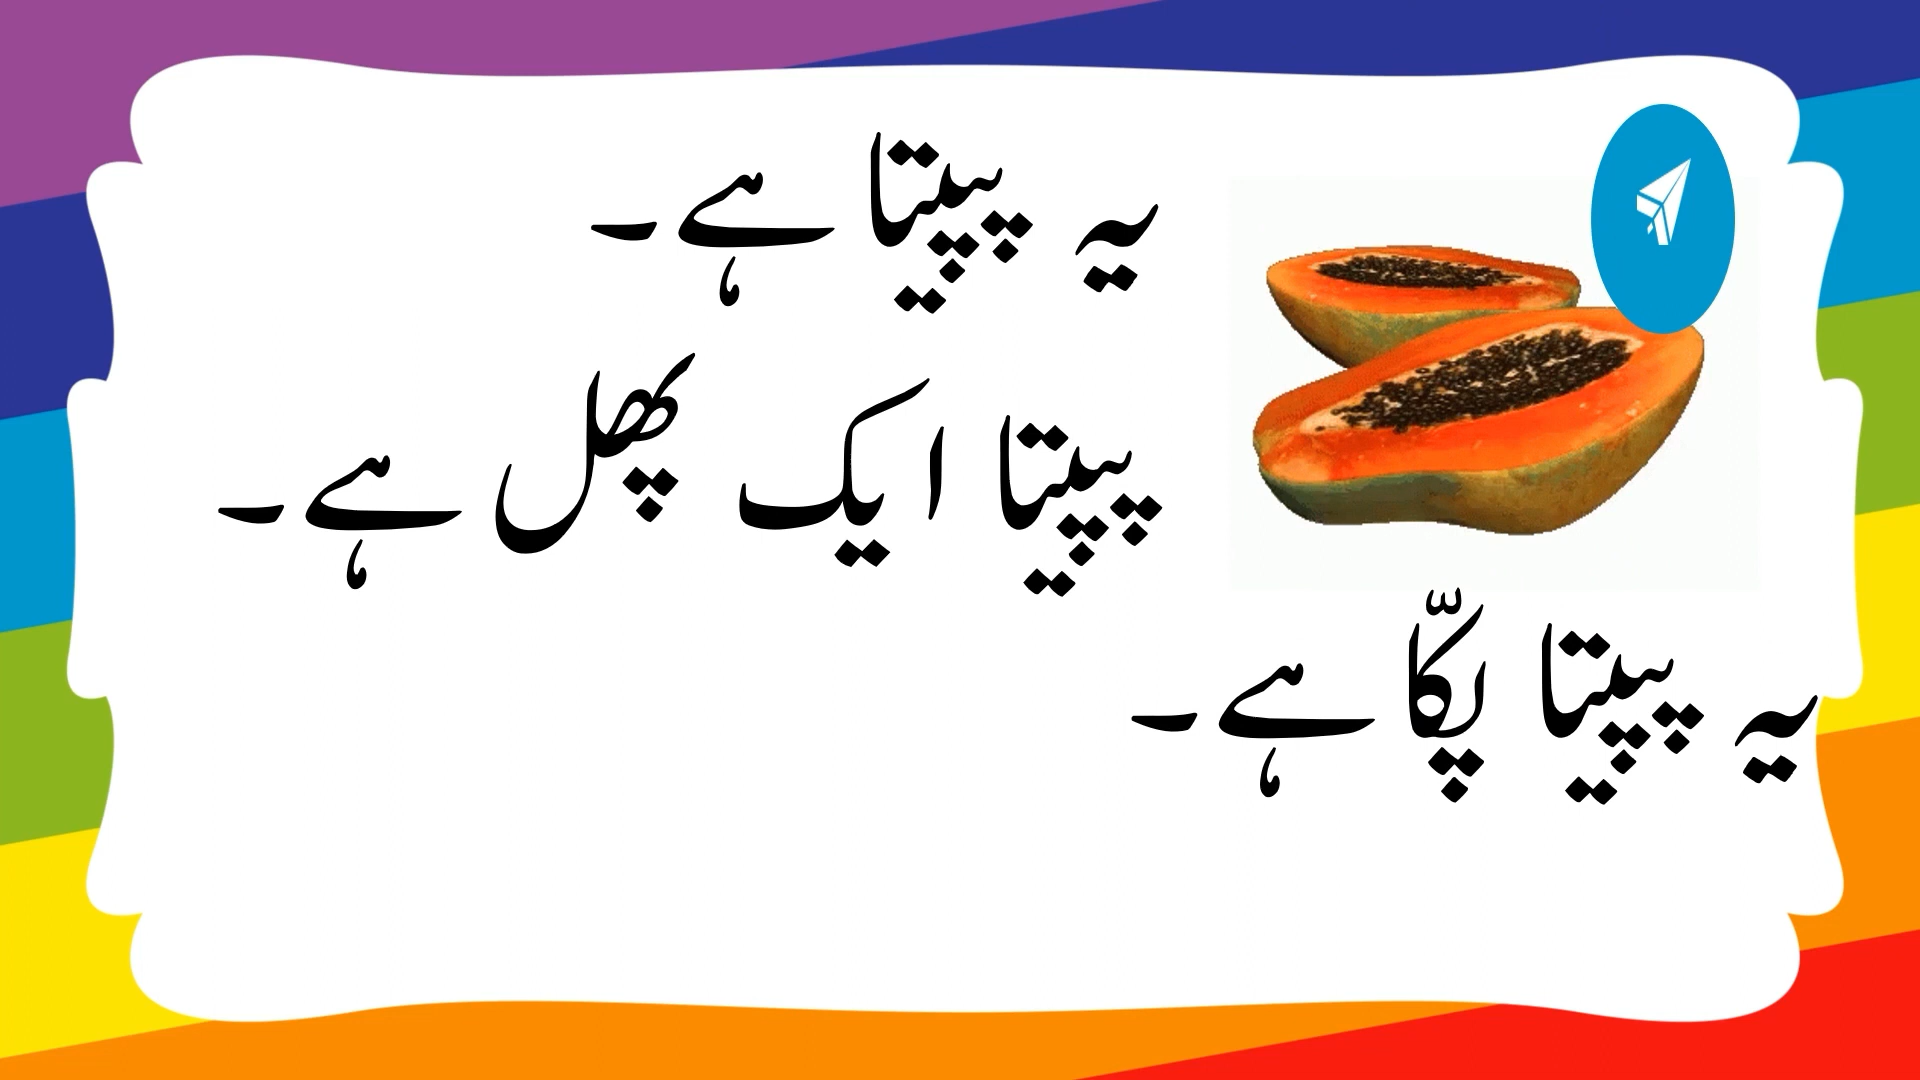 یہ پپیتا ہے۔
پپیتا ایک پھل ہے۔
یہ پپیتا پکّا ہے۔